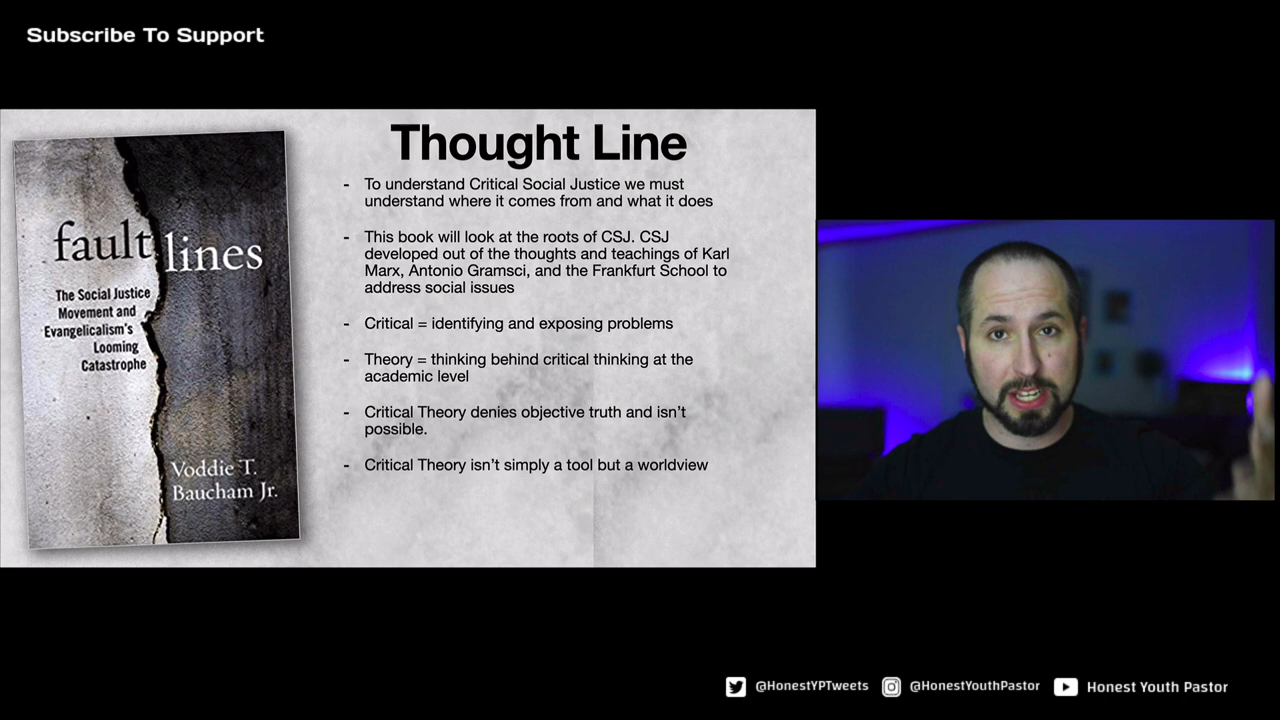 Subscribe To Support
Thought Line
- To understand Critical Social Justice we must
understand where it comes from and what it does
- This book will look at the roots of CSJ. CSJ
developed out of the thoughts and teachings of Karl
Marx, Antonio Gramsci, and the Frankfurt School to
address social issues
- Critical = identifying and exposing problems
- Theory = thinking behind critical thinking at the
academic level
- Critical Theory denies objective truth and isn’t
possible.
- Critical Theory isn’t simply a tool but a worldview
fault lines
The Social Justice
Movement and
Evangelicalism's
Looming
Catastrophe
Voddie T.
Baucham Jr.
@HonestYPTweets @HonestYouthPastor Honest Youth Pastor